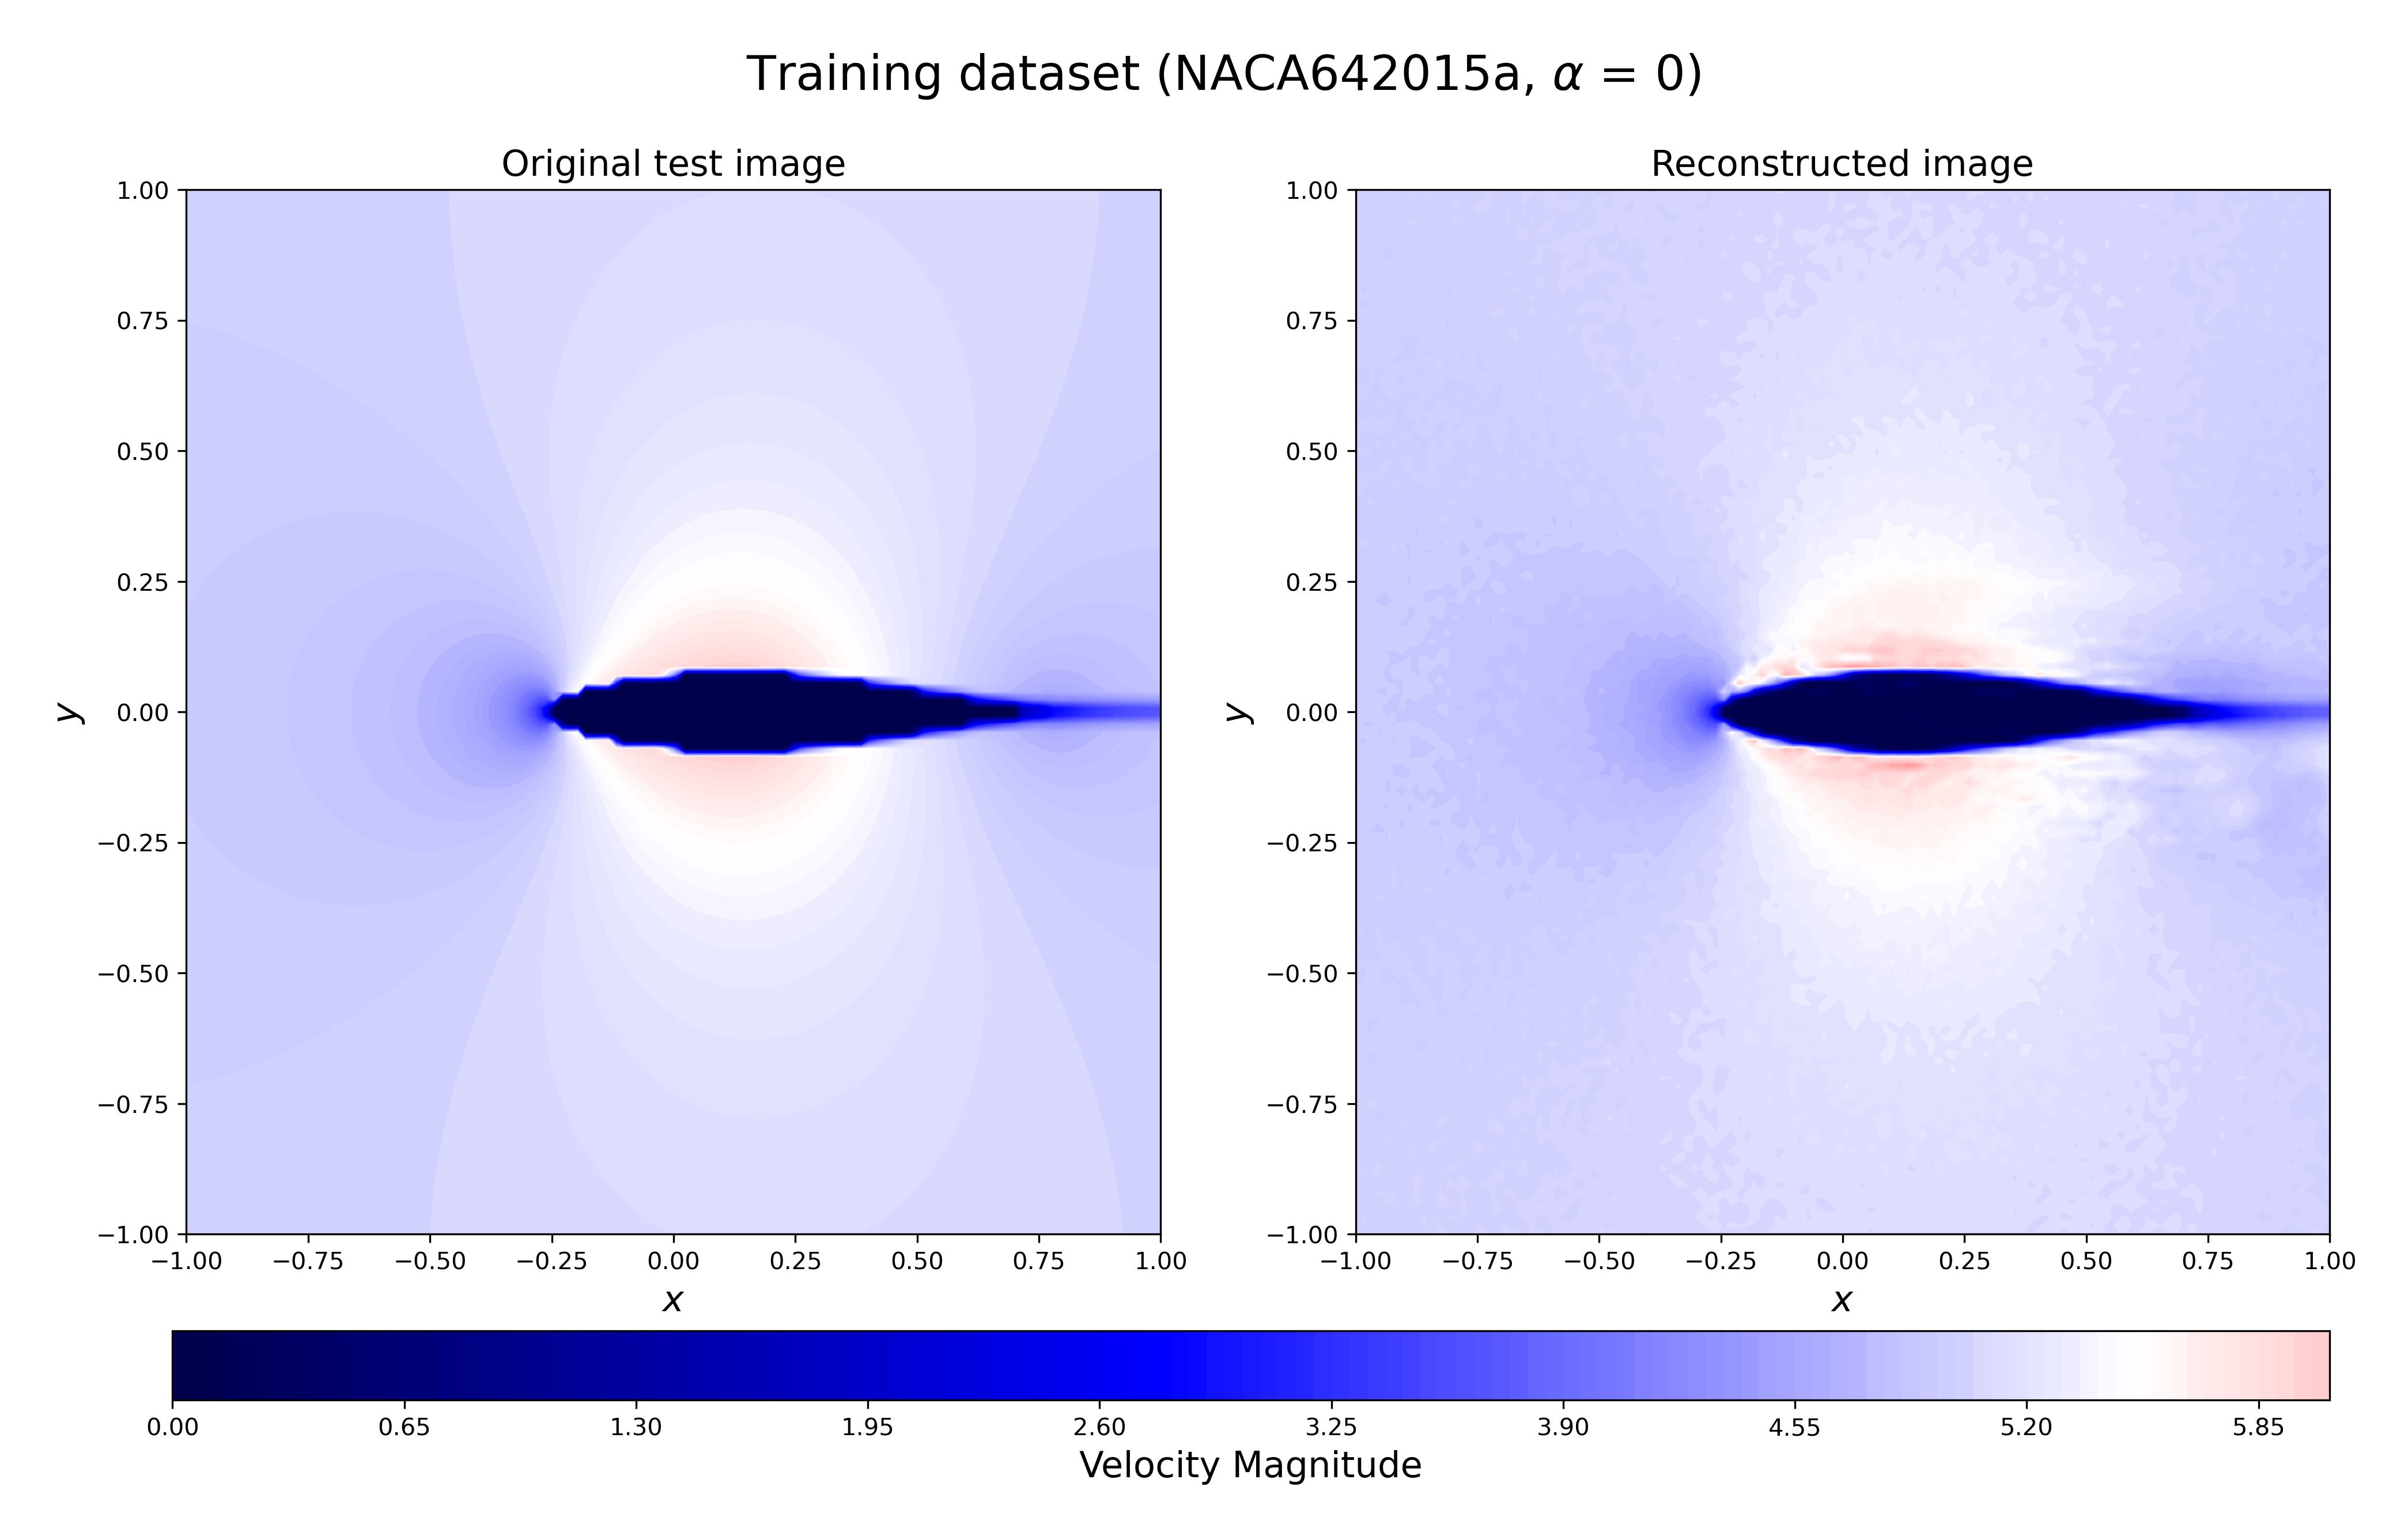 Training dataset (NACA642015a, α = 0)
Original test image
Reconstructed image
1.00
0.75
0.50
0.25
0.00
−0.25
−0.50
−0.75
−1.00
y
−1.00 −0.75 −0.50 −0.25 0.00 0.25 0.50 0.75 1.00
x
1.00
0.75
0.50
0.25
0.00
−0.25
−0.50
−0.75
−1.00
y
−1.00 −0.75 −0.50 −0.25 0.00 0.25 0.50 0.75 1.00
x
0.00 0.65 1.30 1.95 2.60 3.25 3.90 4.55 5.20 5.85
Velocity Magnitude